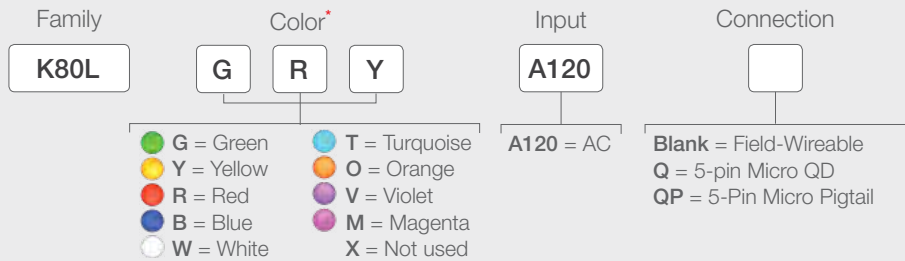 Family Color* Input Connection
K80L G R Y A120
G = Green T = Turquoise A120 = AC Blank = Field-Wireable
Y = Yellow O = Orange Q = 5-pin Micro QD
R = Red V = Violet QP = 5-Pin Micro Pigtail
B = Blue M = Magenta
W = White X = Not used